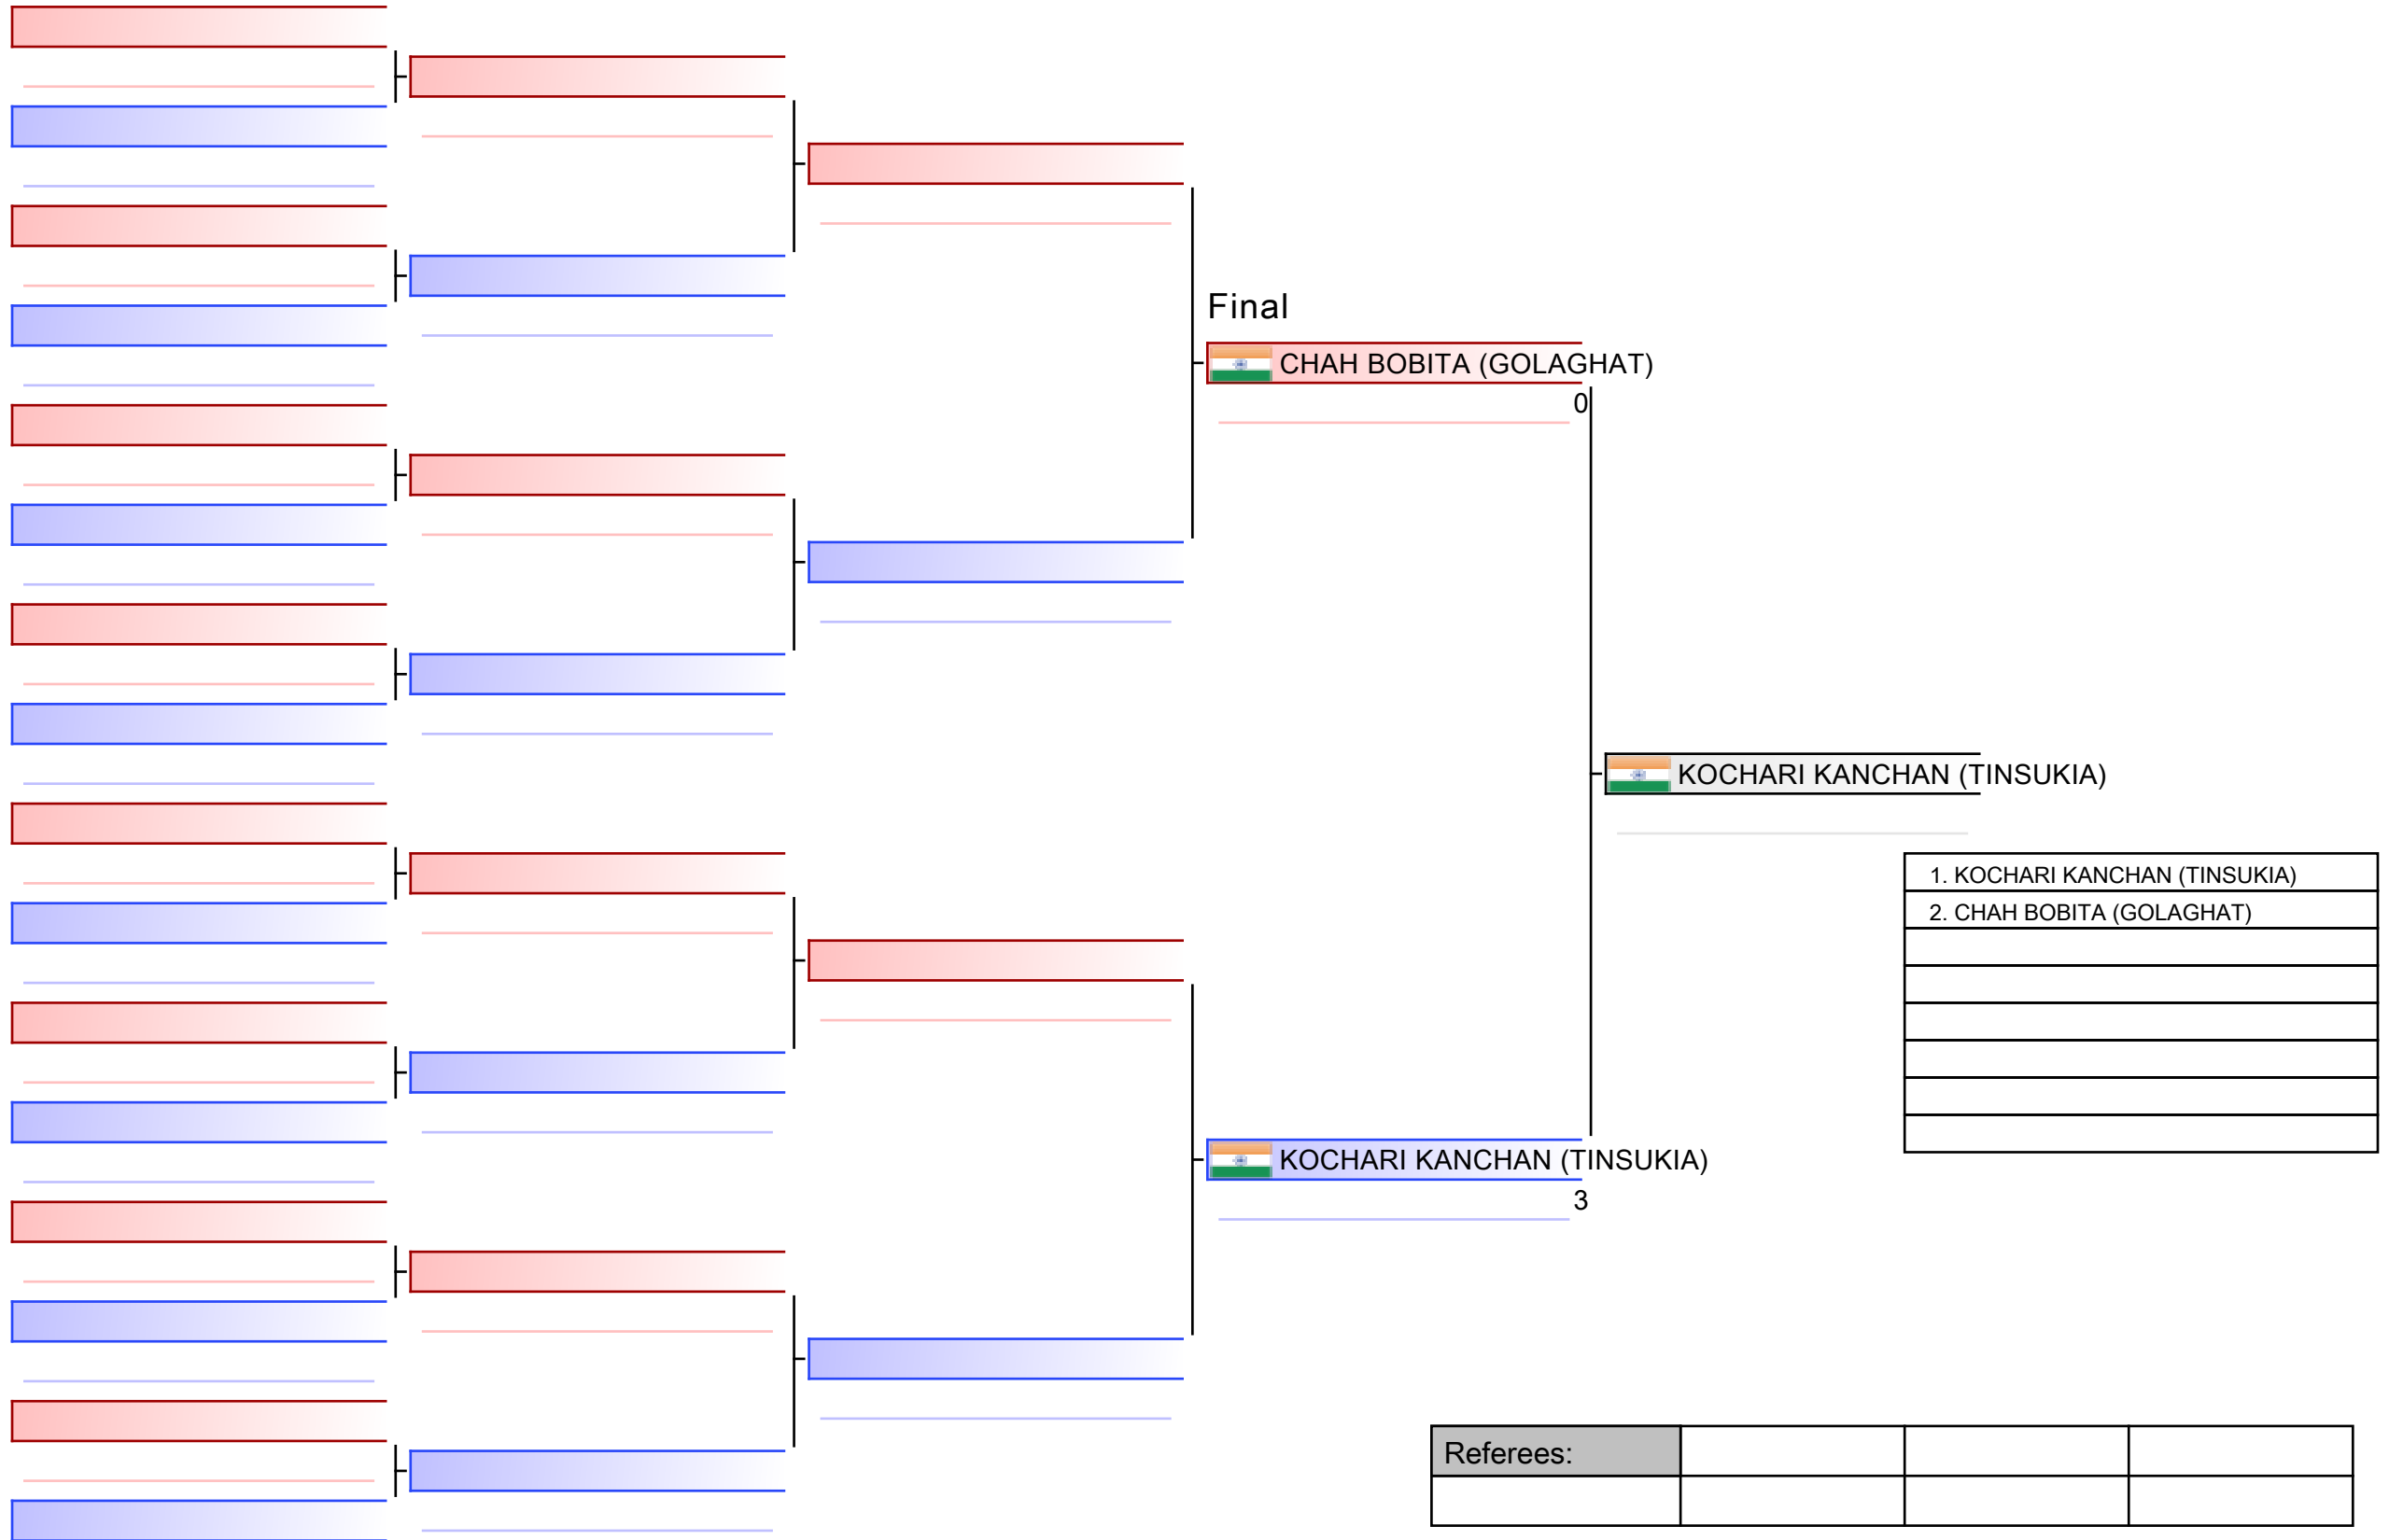 Final
CHAH BOBITA (GOLAGHAT)
0
KOCHARI KANCHAN (TINSUKIA)
1. KOCHARI KANCHAN (TINSUKIA)
2. CHAH BOBITA (GOLAGHAT)
KOCHARI KANCHAN (TINSUKIA)
3
Referees: